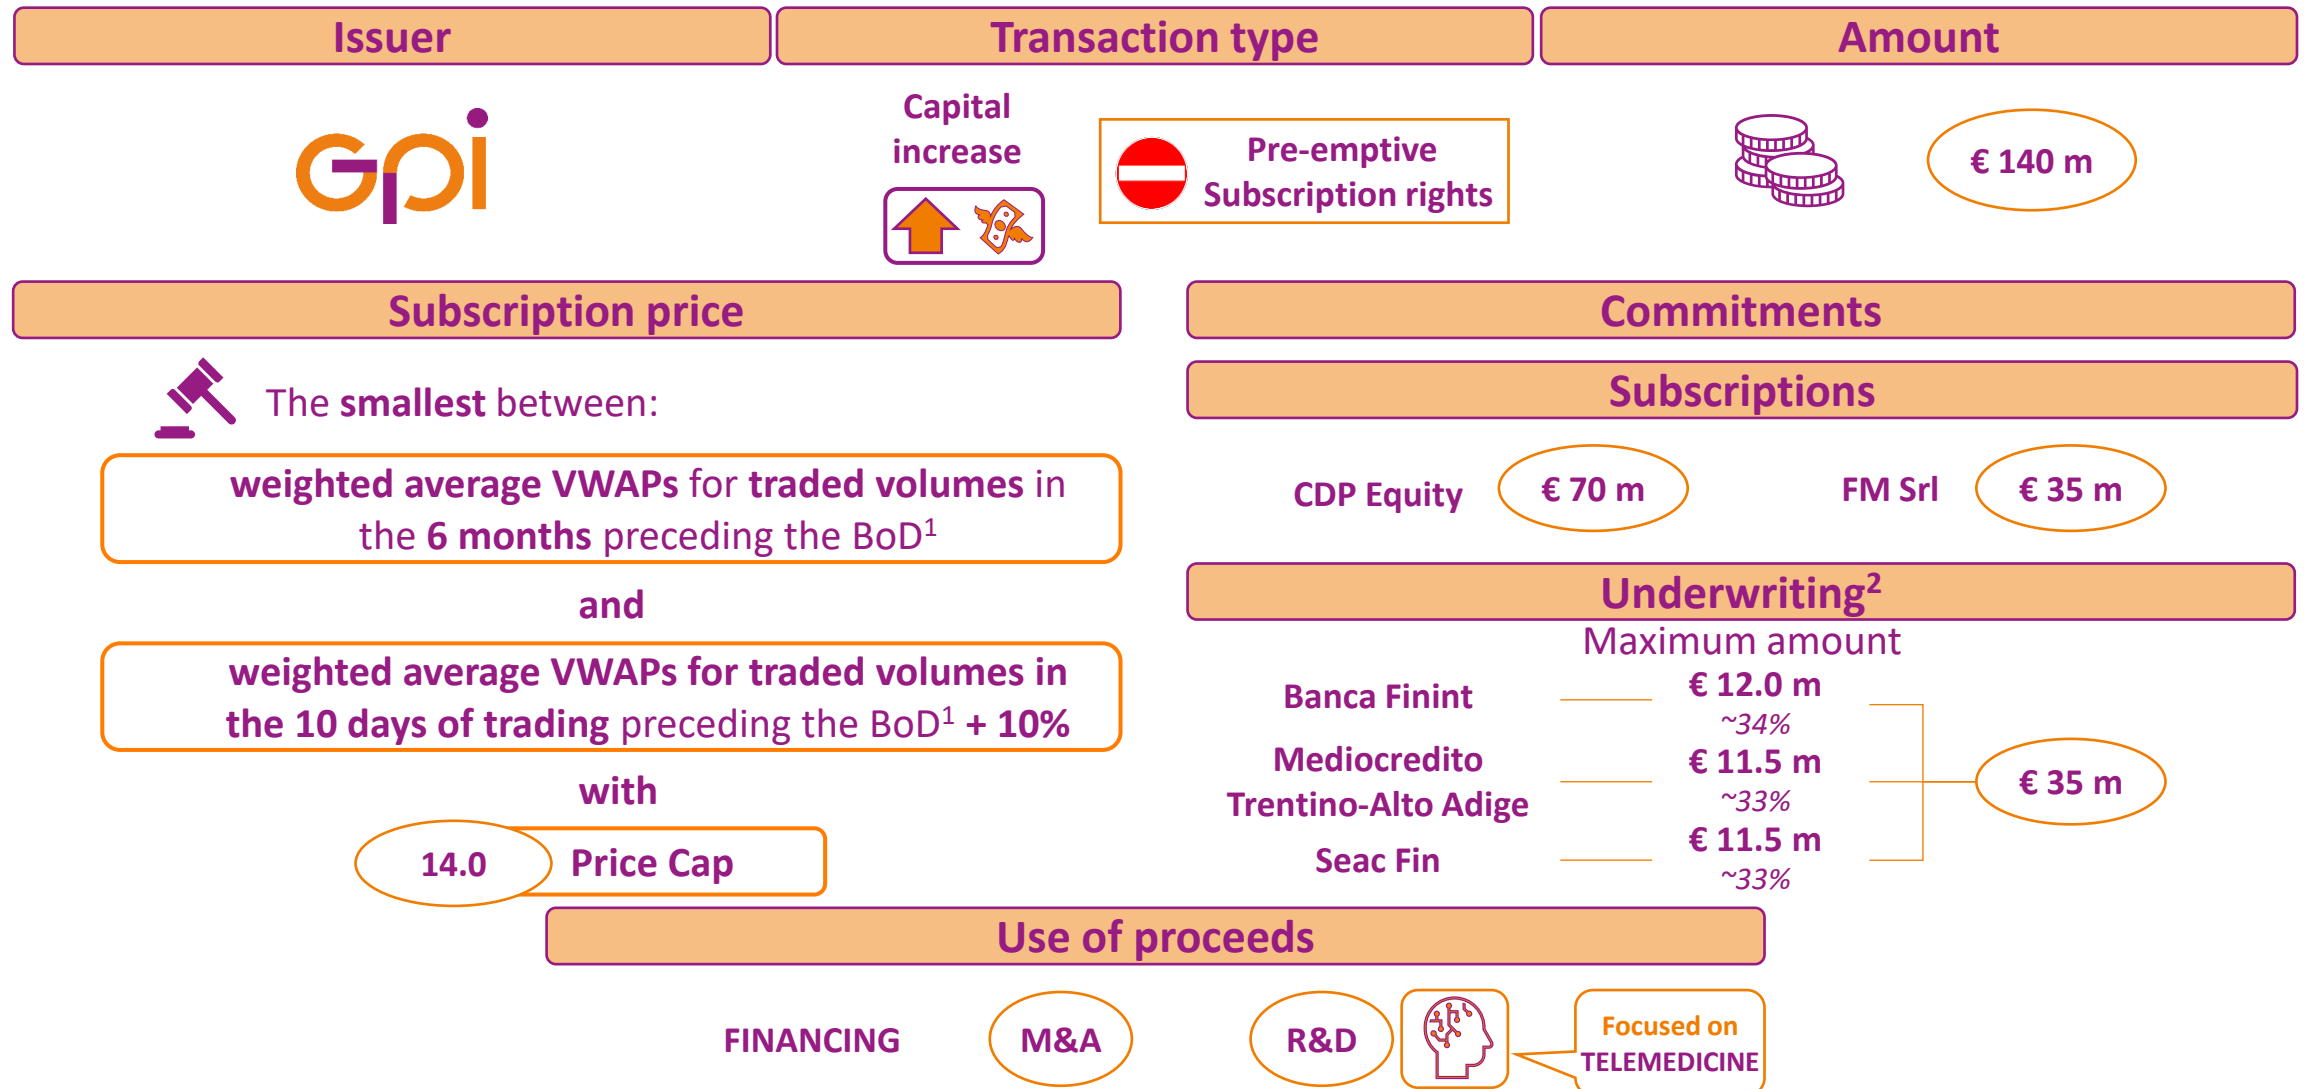 Issuer
Transaction type
Amount
gpi
Capital
increase
Pre-emptive
Subscription rights
€ 140 m
Subscription price
The smallest between:
weighted average VWAPs for traded volumes in
the 6 months preceding the BoD¹
and
weighted average VWAPs for traded volumes in
the 10 days of trading preceding the BoD¹ + 10%
with
14.0
Price Cap
Commitments
Subscriptions
CDP Equity
€ 70 m
FM Srl
€ 35 m
Underwriting²
Maximum amount
Banca Finint
€ 12.0 m
~34%
Mediocredito
Trentino-Alto Adige
€ 11.5 m
~33%
Seac Fin
€ 11.5 m
~33%
€ 35 m
Use of proceeds
FINANCING
M&A
R&D
Focused on
TELEMEDICINE